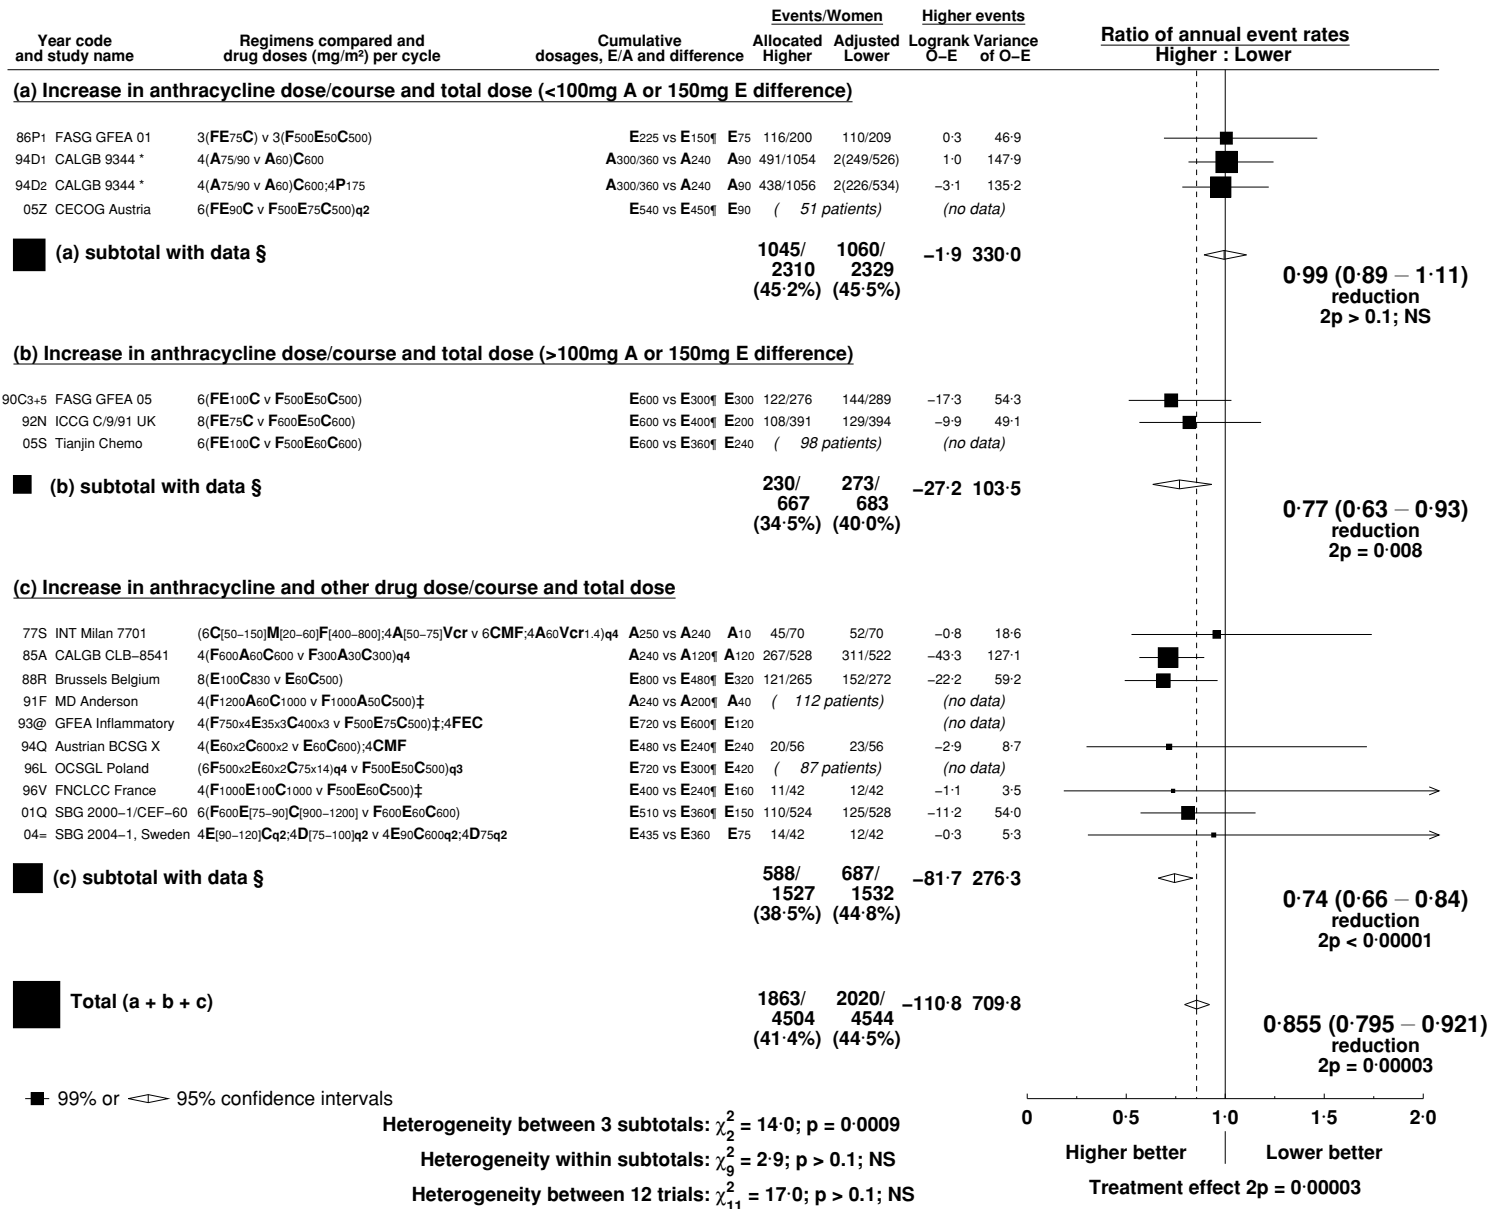 Events/Women Higher events
Year code Regimens compared and Cumulative Allocated Adjusted Logrank Variance Ratio of annual event rates
and study name drug doses (mg/m²) per cycle dosages, E/A and difference Higher Lower O−E of O−E Higher : Lower
(a) Increase in anthracycline dose/course and total dose (<100mg A or 150mg E difference)
86P1 FASG GFEA 01 3(FE75C) v 3(F500E50C500) E225 vs E150¶ E75 116/200 110/209 0·3 46·9
94D1 CALGB 9344 * 4(A75/90 v A60)C600 A300/360 vs A240 A90 491/1054 2(249/526) 1·0 147·9
94D2 CALGB 9344 * 4(A75/90 v A60)C600;4P175 A300/360 vs A240 A90 438/1056 2(226/534) −3·1 135·2
05Z CECOG Austria 6(FE90C v F500E75C500)q2 E540 vs E450¶ E90 ( 51 patients) (no data)
(a) subtotal with data § 1045/ 1060/ −1·9 330·0
2310 2329
(45·2%) (45·5%)
0·99 (0·89 − 1·11)
reduction
2p > 0.1; NS
(b) Increase in anthracycline dose/course and total dose (>100mg A or 150mg E difference)
90C3+5 FASG GFEA 05 6(FE100C v F500E50C500) E600 vs E300¶ E300 122/276 144/289 −17·3 54·3
92N ICCG C/9/91 UK 8(FE75C v F600E50C600) E600 vs E400¶ E200 108/391 129/394 −9·9 49·1
05S Tianjin Chemo 6(FE100C v F500E60C600) E600 vs E360¶ E240 ( 98 patients) (no data)
(b) subtotal with data § 230/ 273/ −27·2 103·5
667 683
(34·5%) (40·0%)
0·77 (0·63 − 0·93)
reduction
2p = 0·008
(c) Increase in anthracycline and other drug dose/course and total dose
77S INT Milan 7701 (6C[50−150]M[20−60]F[400−800];4A[50−75]Vcr v 6CMF;4A60Vcr1.4)q4 A250 vs A240 A10 45/70 52/70 −0·8 18·6
85A CALGB CLB−8541 4(F600A60C600 v F300A30C300)q4 A240 vs A120¶ A120 267/528 311/522 −43·3 127·1
88R Brussels Belgium 8(E100C830 v E60C500) E800 vs E480¶ E320 121/265 152/272 −22·2 59·2
91F MD Anderson 4(F1200A60C1000 v F1000A50C500)‡ A240 vs A200¶ A40 ( 112 patients) (no data)
93@ GFEA Inflammatory 4(F750x4E35x3C400x3 v F500E75C500)‡;4FEC E720 vs E600¶ E120 (no data)
94Q Austrian BCSG X 4(E60x2C600x2 v E60C600);4CMF E480 vs E240¶ E240 20/56 23/56 −2·9 8·7
96L OCSGL Poland (6F500x2E60x2C75x14)q4 v F500E50C500)q3 E720 vs E300¶ E420 ( 87 patients) (no data)
96V FNCLCC France 4(F1000E100C1000 v F500E60C500)‡ E400 vs E240¶ E160 11/42 12/42 −1·1 3·5
01Q SBG 2000−1/CEF−60 6(F600E[75−90]C[900−1200] v F600E60C600) E510 vs E360¶ E150 110/524 125/528 −11·2 54·0
04= SBG 2004−1, Sweden 4E[90−120]Cq2;4D[75−100]q2 v 4E90C600q2;4D75q2 E435 vs E360 E75 14/42 12/42 −0·3 5·3
(c) subtotal with data § 588/ 687/ −81·7 276·3
1527 1532
(38·5%) (44·8%)
0·74 (0·66 − 0·84)
reduction
2p < 0·00001
Total (a + b + c) 1863/ 2020/ −110·8 709·8
4504 4544
(41·4%) (44·5%)
0·855 (0·795 − 0·921)
reduction
2p = 0·00003
99% or 95% confidence intervals
0 0·5 1·0 1·5 2·0
Heterogeneity between 3 subtotals: χ²₂ = 14·0; p = 0·0009
Higher better Lower better
Heterogeneity within subtotals: χ²₉ = 2·9; p > 0.1; NS
Heterogeneity between 12 trials: χ²₁₁ = 17·0; p > 0.1; NS
Treatment effect 2p = 0·00003